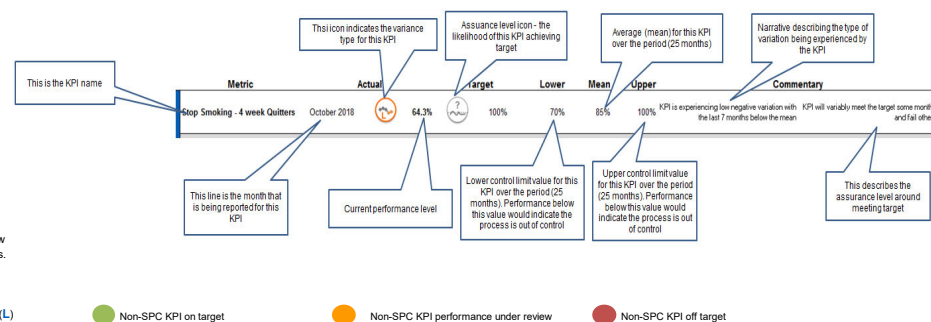 Thsi icon indicates the variance
type for this KPI
Assuance level icon - the
likelihood of this KPI achieving
target
Average (mean) for this KPI
over the period (25 months)
Narrative describing the type of
variation being experienced by
the KPI
This is the KPI name
Metric Actual Target Lower Mean Upper Commentary
Stop Smoking - 4 week Quitters October 2018 L 64.3% ? 100% 70% 85% 100% KPI is experiencing low negative variation with KPI will variably meet the target some month
the last 7 months below the mean and fail othe
This line is the month that
is being reported for this
KPI
Current performance level
Lower control limit value for this
KPI over the period (25
months). Performance below
this value would indicate the
process is out of control
Upper control limit value
for this KPI over the period
(25 months). Performance
below this value would
indicate the process is out
of control
This describes the
assurance level around
meeting target
w
s.
(L) Non-SPC KPI on target Non-SPC KPI performance under review Non-SPC KPI off target